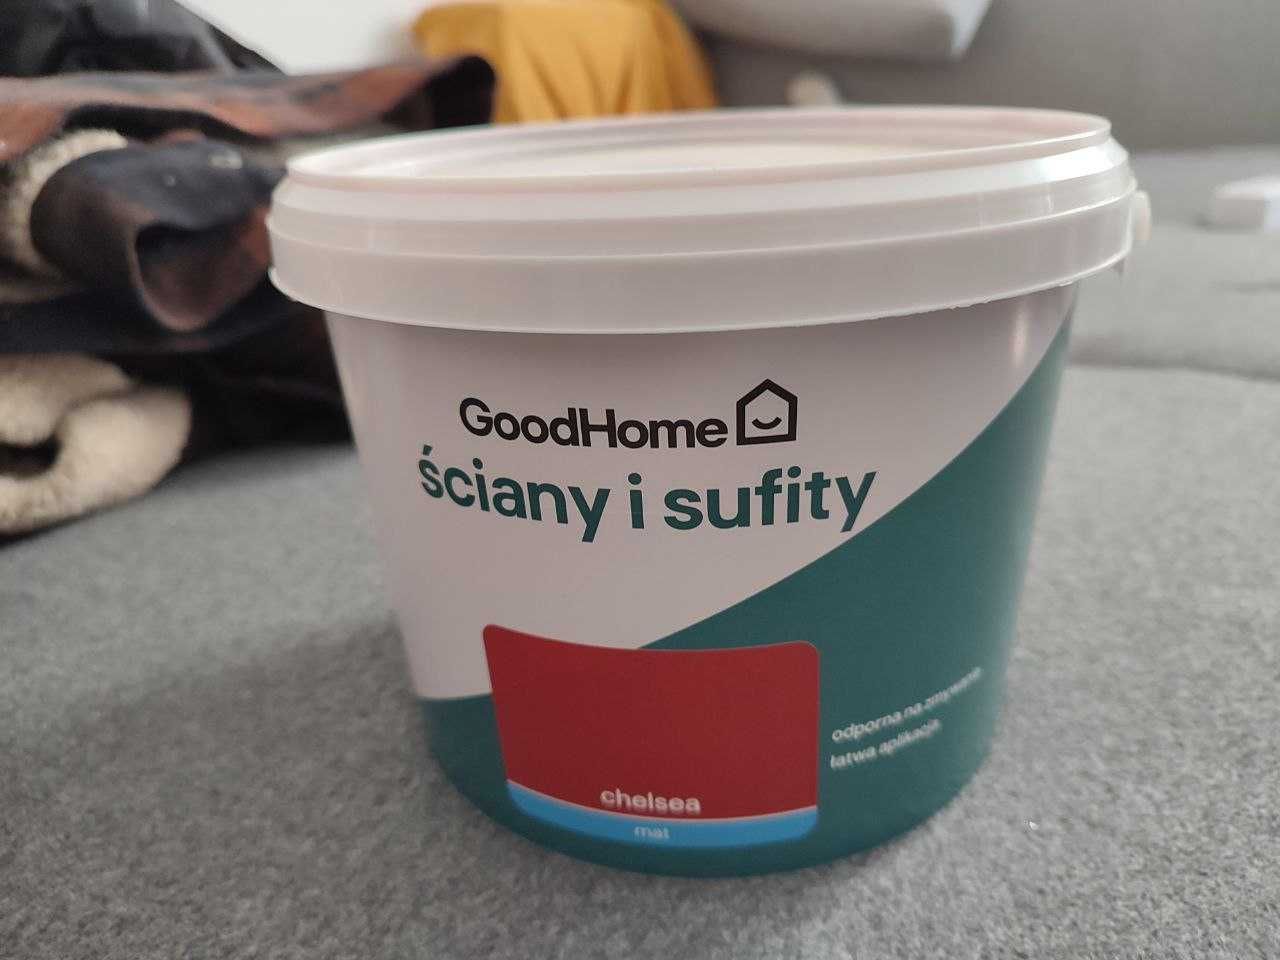 GoodHome
ściany i sufity
chelsea
mat
odporna na zmywanie
łatwa aplikacja